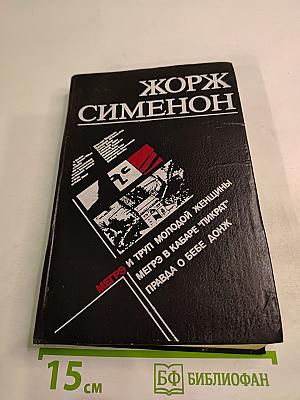 ЖОРЖ
СИМЕНОН
МЕГРЭ И ТРУП МОЛОДОЙ ЖЕНЩИНЫ
МЕГРЭ В КАБАРЕ "ПИКРАТ"
ПРАВДА О БЕБЕ ДОНЖ
15 см
БФ БИБЛИОФАН